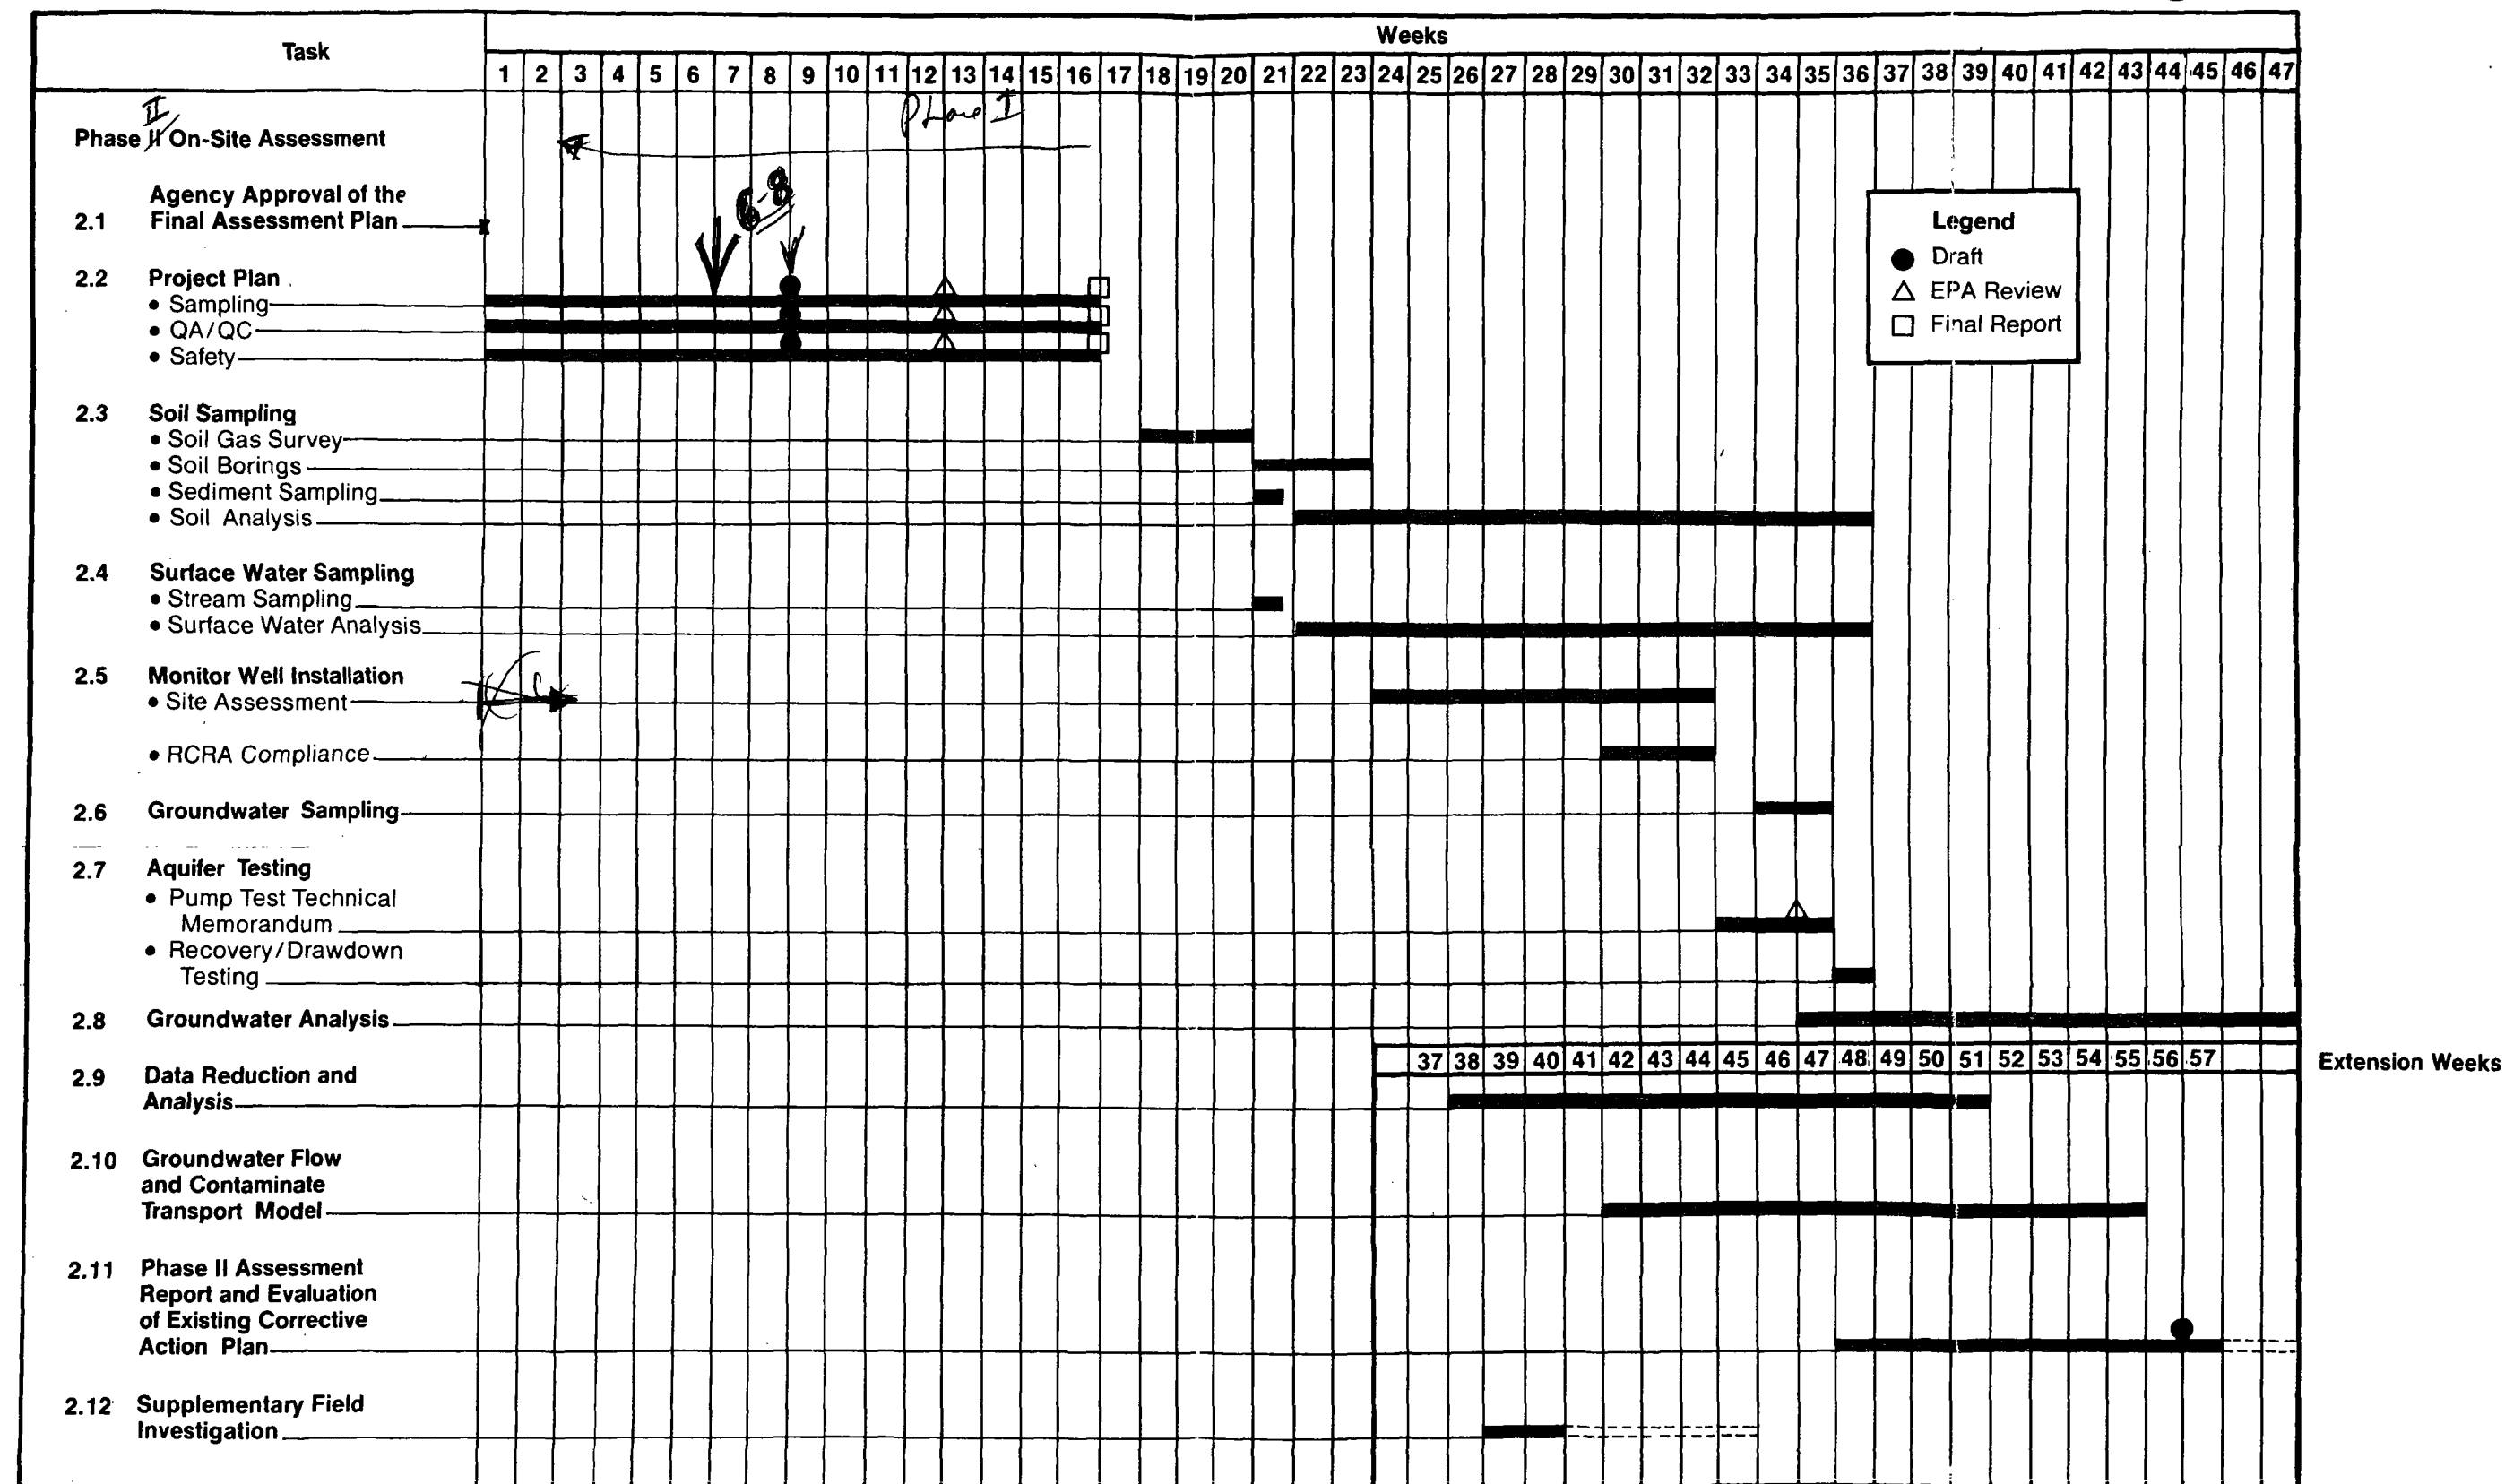 Task
Weeks
1 2 3 4 5 6 7 8 9 10 11 12 13 14 15 16 17 18 19 20 21 22 23 24 25 26 27 28 29 30 31 32 33 34 35 36 37 38 39 40 41 42 43 44 45 46 47
Phase I
II
Phase II On-Site Assessment
6-8
Agency Approval of the
2.1 Final Assessment Plan
Legend
Draft
EPA Review
Final Report
2.2 Project Plan
• Sampling
• QA/QC
• Safety
2.3 Soil Sampling
• Soil Gas Survey
• Soil Borings
• Sediment Sampling
• Soil Analysis
2.4 Surface Water Sampling
• Stream Sampling
• Surface Water Analysis
2.5 Monitor Well Installation
• Site Assessment
• RCRA Compliance
2.6 Groundwater Sampling
2.7 Aquifer Testing
• Pump Test Technical
Memorandum
• Recovery/Drawdown
Testing
2.8 Groundwater Analysis
37 38 39 40 41 42 43 44 45 46 47 48 49 50 51 52 53 54 55 56 57
Extension Weeks
2.9 Data Reduction and
Analysis
2.10 Groundwater Flow
and Contaminate
Transport Model
2.11 Phase II Assessment
Report and Evaluation
of Existing Corrective
Action Plan
2.12 Supplementary Field
Investigation